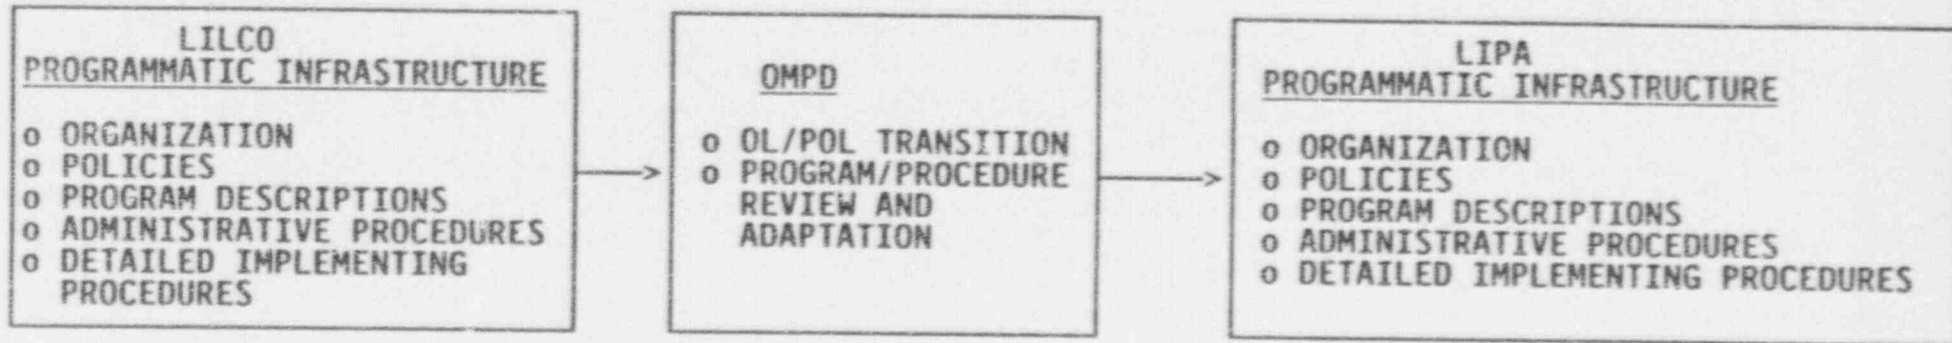 LILCO
PROGRAMMATIC INFRASTRUCTURE
o ORGANIZATION
o POLICIES
o PROGRAM DESCRIPTIONS
o ADMINISTRATIVE PROCEDURES
o DETAILED IMPLEMENTING
PROCEDURES
OMPD
o OL/POL TRANSITION
o PROGRAM/PROCEDURE
REVIEW AND
ADAPTATION
LIPA
PROGRAMMATIC INFRASTRUCTURE
o ORGANIZATION
o POLICIES
o PROGRAM DESCRIPTIONS
o ADMINISTRATIVE PROCEDURES
o DETAILED IMPLEMENTING PROCEDURES